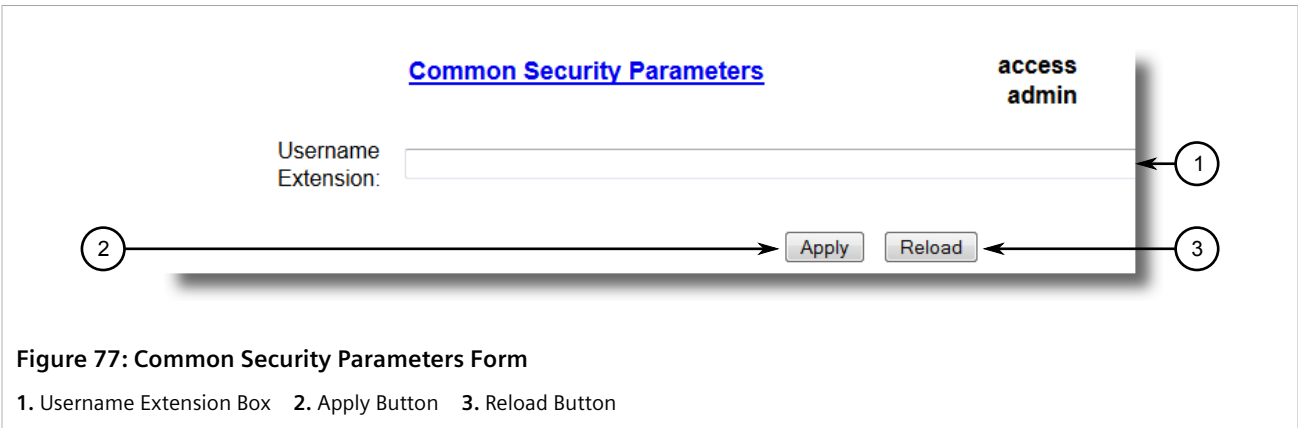 Common Security Parameters
access
admin
Username
Extension:
1
2
Apply
Reload
3
Figure 77: Common Security Parameters Form
1. Username Extension Box 2. Apply Button 3. Reload Button